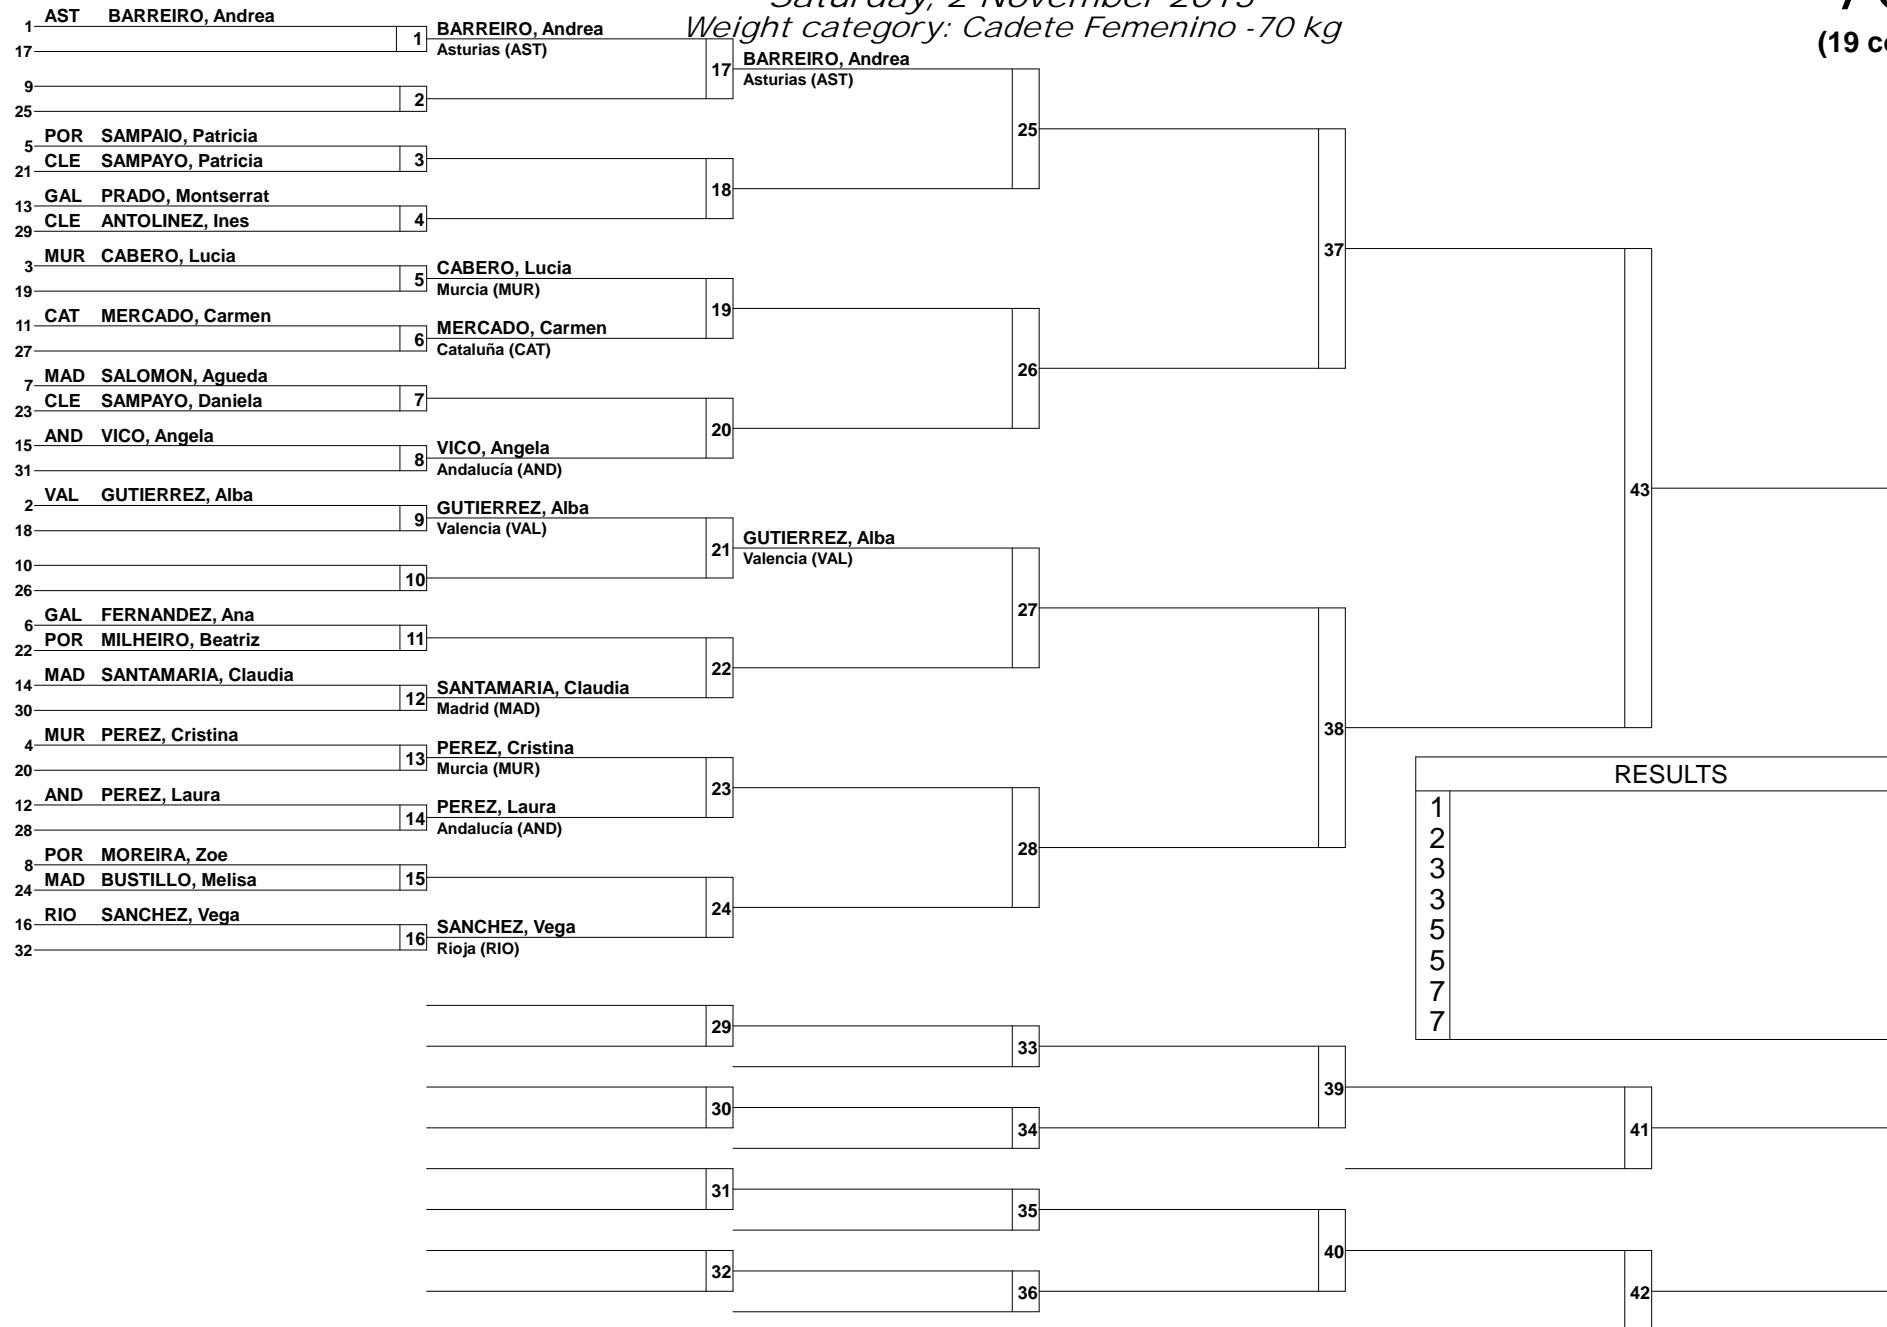 Saturday, 2 November 2013
Weight category: Cadete Femenino -70 kg
(19 c
1 AST BARREIRO, Andrea
17
1
BARREIRO, Andrea
Asturias (AST)
9
25
2
17
BARREIRO, Andrea
Asturias (AST)
5 POR SAMPAIO, Patricia
21 CLE SAMPAYO, Patricia
3
13 GAL PRADO, Montserrat
29 CLE ANTOLINEZ, Ines
4
18
25
3 MUR CABERO, Lucia
19
5
CABERO, Lucia
Murcia (MUR)
11 CAT MERCADO, Carmen
27
6
MERCADO, Carmen
Cataluña (CAT)
19
7 MAD SALOMON, Agueda
23 CLE SAMPAYO, Daniela
7
15 AND VICO, Angela
31
8
VICO, Angela
Andalucía (AND)
20
26
37
2 VAL GUTIERREZ, Alba
18
9
GUTIERREZ, Alba
Valencia (VAL)
10
26
10
21
GUTIERREZ, Alba
Valencia (VAL)
6 GAL FERNANDEZ, Ana
22 POR MILHEIRO, Beatriz
11
14 MAD SANTAMARIA, Claudia
30
12
SANTAMARIA, Claudia
Madrid (MAD)
22
27
4 MUR PEREZ, Cristina
20
13
PEREZ, Cristina
Murcia (MUR)
12 AND PEREZ, Laura
28
14
PEREZ, Laura
Andalucía (AND)
23
8 POR MOREIRA, Zoe
24 MAD BUSTILLO, Melisa
15
16 RIO SANCHEZ, Vega
32
16
SANCHEZ, Vega
Rioja (RIO)
24
28
38
43
RESULTS
1
2
3
3
5
5
7
7
29
33
30
34
39
41
31
35
32
36
40
42